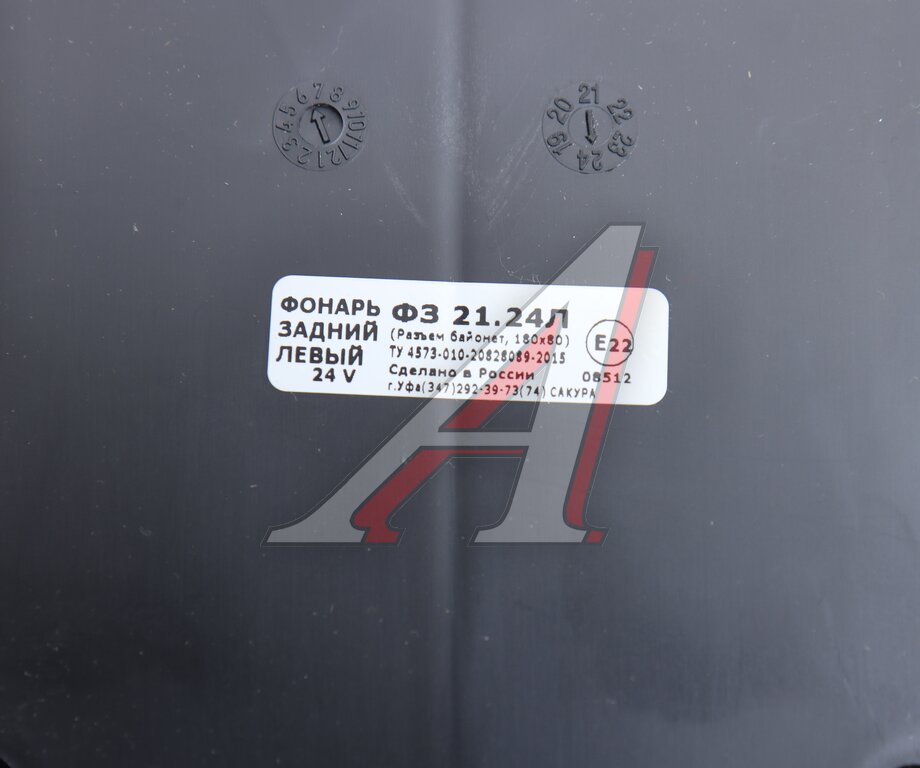 4 5 6 7 8 9 10 11 12 1 2 3
19 20 21 22 23 24
ФОНАРЬ
ЗАДНИЙ
ЛЕВЫЙ
24 V
ФЗ 21.24Л
(Разъем байонет, 180х80)
ТУ 4573-010-20828089-2015
Сделано в России
г.Уфа(347)292-39-73(74) САКУРА
E22
08512